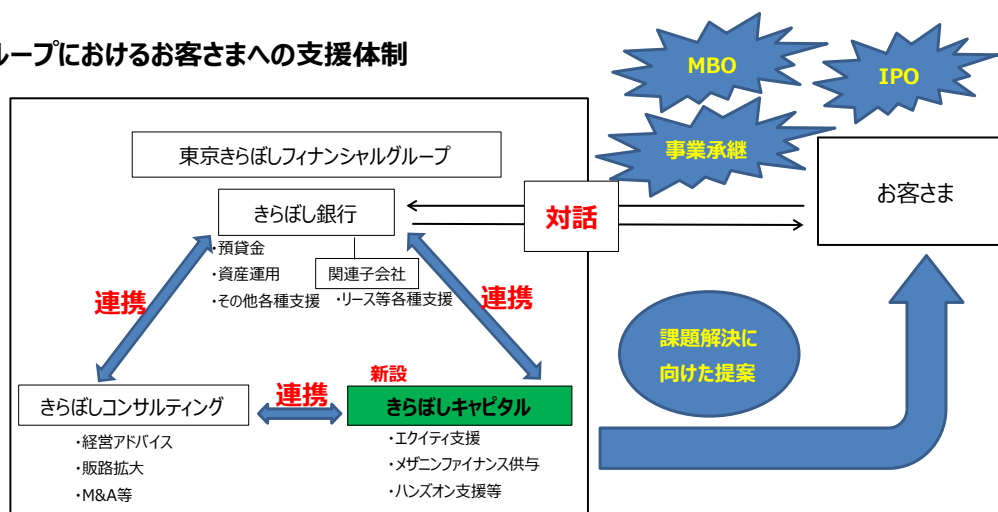 ループにおけるお客さまへの支援体制
MBO
IPO
事業承継
東京きらぼしフィナンシャルグループ
お客さま
きらぼし銀行
対話
・預貸金
・資産運用
・その他各種支援
関連子会社
・リース等各種支援
連携
連携
課題解決に
向けた提案
新設
連携
きらぼしコンサルティング
きらぼしキャピタル
・経営アドバイス
・販路拡大
・M&A等
・エクイティ支援
・メザニンファイナンス供与
・ハンズオン支援等